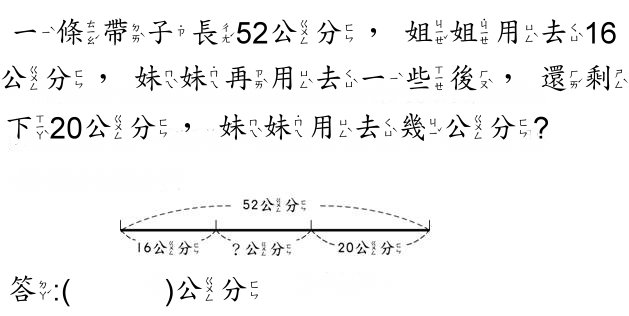 一條帶子長52公分，姐姐用去16
公分，妹妹再用去一些後，還剩
下20公分，妹妹用去幾公分?
52公分
16公分 ?公分 20公分
答:(　　　)公分